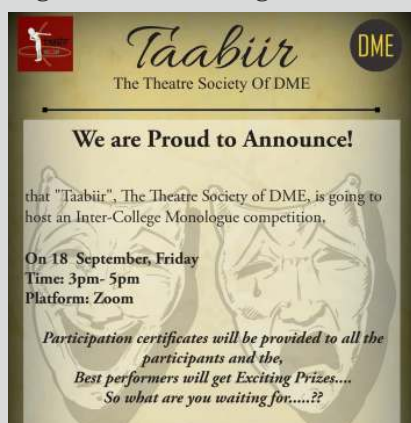 Taabiir
DME
The Theatre Society Of DME
We are Proud to Announce!
that "Taabiir", The Theatre Society of DME, is going to
host an Inter-College Monologue competition,
On 18 September, Friday
Time: 3pm- 5pm
Platform: Zoom
Participation certificates will be provided to all the
participants and the,
Best performers will get Exciting Prizes....
So what are you waiting for.....??